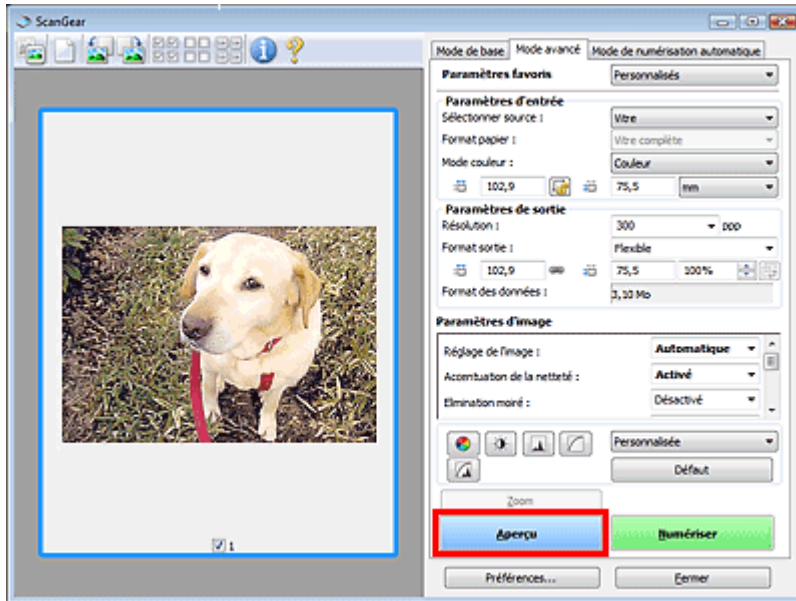 ScanGear
Mode de base Mode avancé Mode de numérisation automatique
Paramètres favoris Personnalisés
Paramètres d'entrée
Sélectionner source : Vitre
Format papier : Vitre complète
Mode couleur : Couleur
102,9 75,5 mm
Paramètres de sortie
Résolution : 300 ppp
Format sortie : Flexible
102,9 75,5 100%
Format des données : 3,10 Mo
Paramètres d'image
Réglage de l'image : Automatique
Accentuation de la netteté : Activé
Elimination moiré : Désactivé
Personnalisée
Défaut
Zoom
Aperçu Numériser
1
Préférences... Fermer